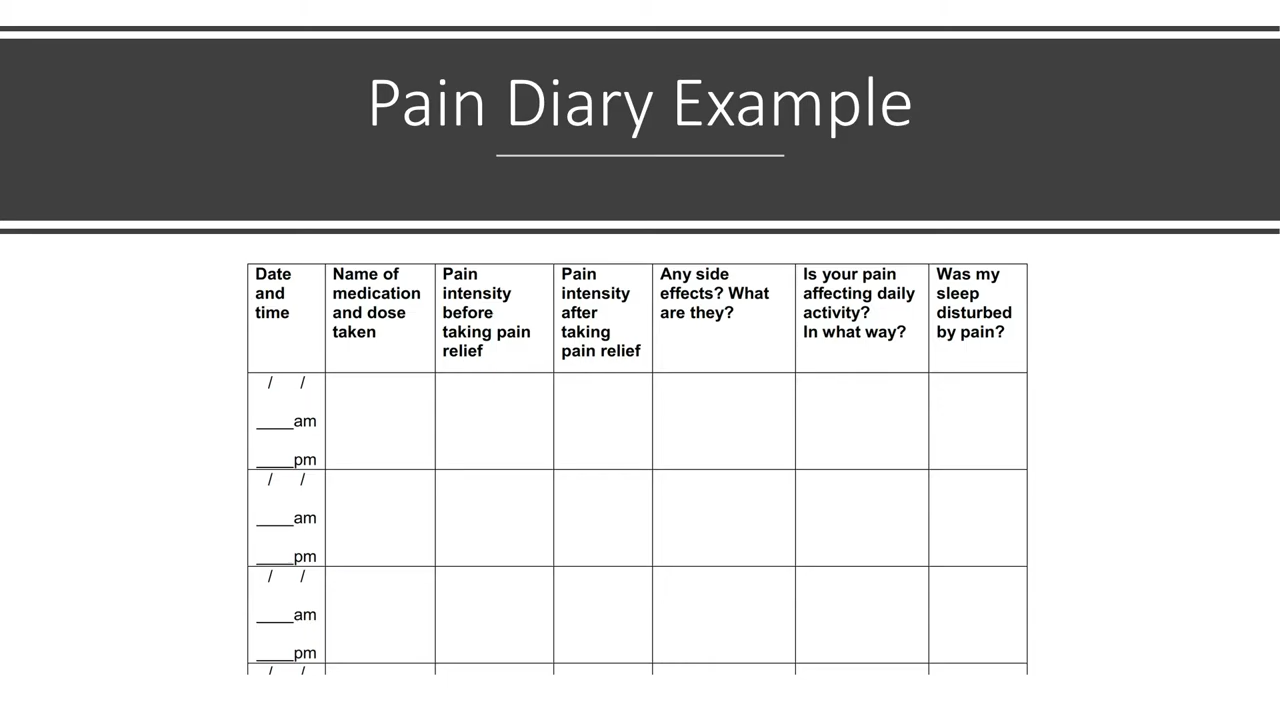 Pain Diary Example
Date
and
time
Name of
medication
and dose
taken
Pain
intensity
before
taking pain
relief
Pain
intensity
after
taking
pain relief
Any side
effects? What
are they?
Is your pain
affecting daily
activity?
In what way?
Was my
sleep
disturbed
by pain?
/ /
____am
____pm
/ /
____am
____pm
/ /
____am
____pm
/ /